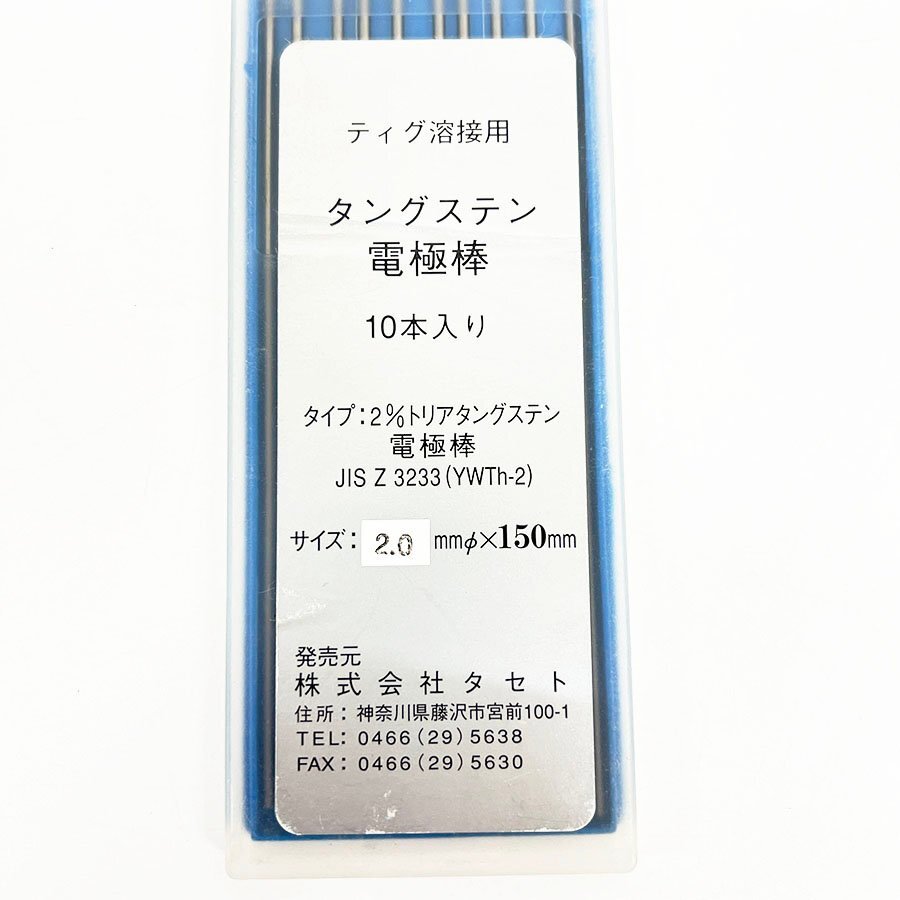 ティグ溶接用
タングステン
電極棒
10本入り
タイプ：2%トリアタングステン
電極棒
JIS Z 3233（YWTh-2）
サイズ： 2.0 mmφ×150mm
発売元
株式会社タセト
住所：神奈川県藤沢市宮前100-1
TEL：0466（29）5638
FAX：0466（29）5630